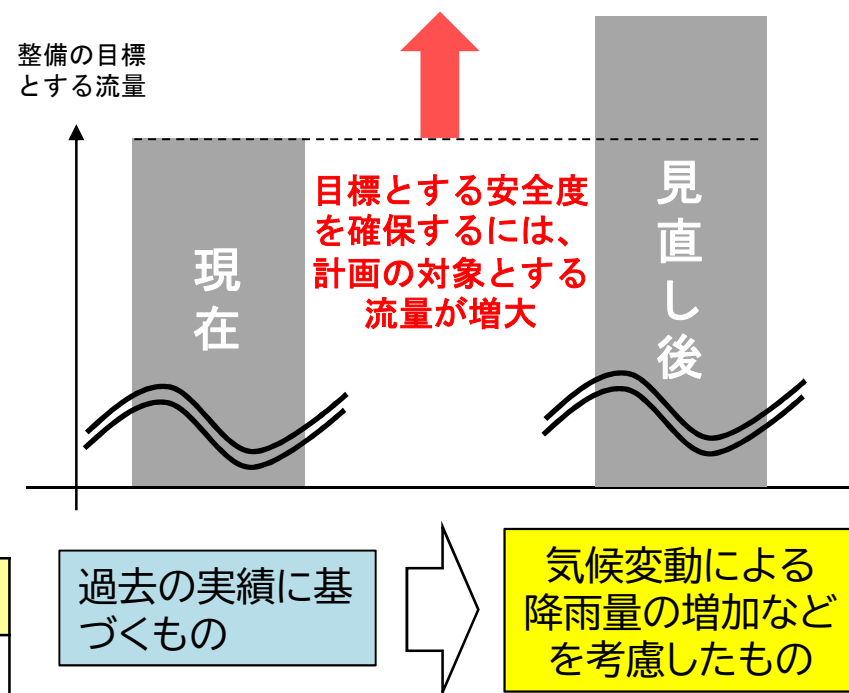 整備の目標
とする流量
目標とする安全度
を確保するには、
計画の対象とする
流量が増大
現在
見直し後
過去の実績に基
づくもの
気候変動による
降雨量の増加など
を考慮したもの